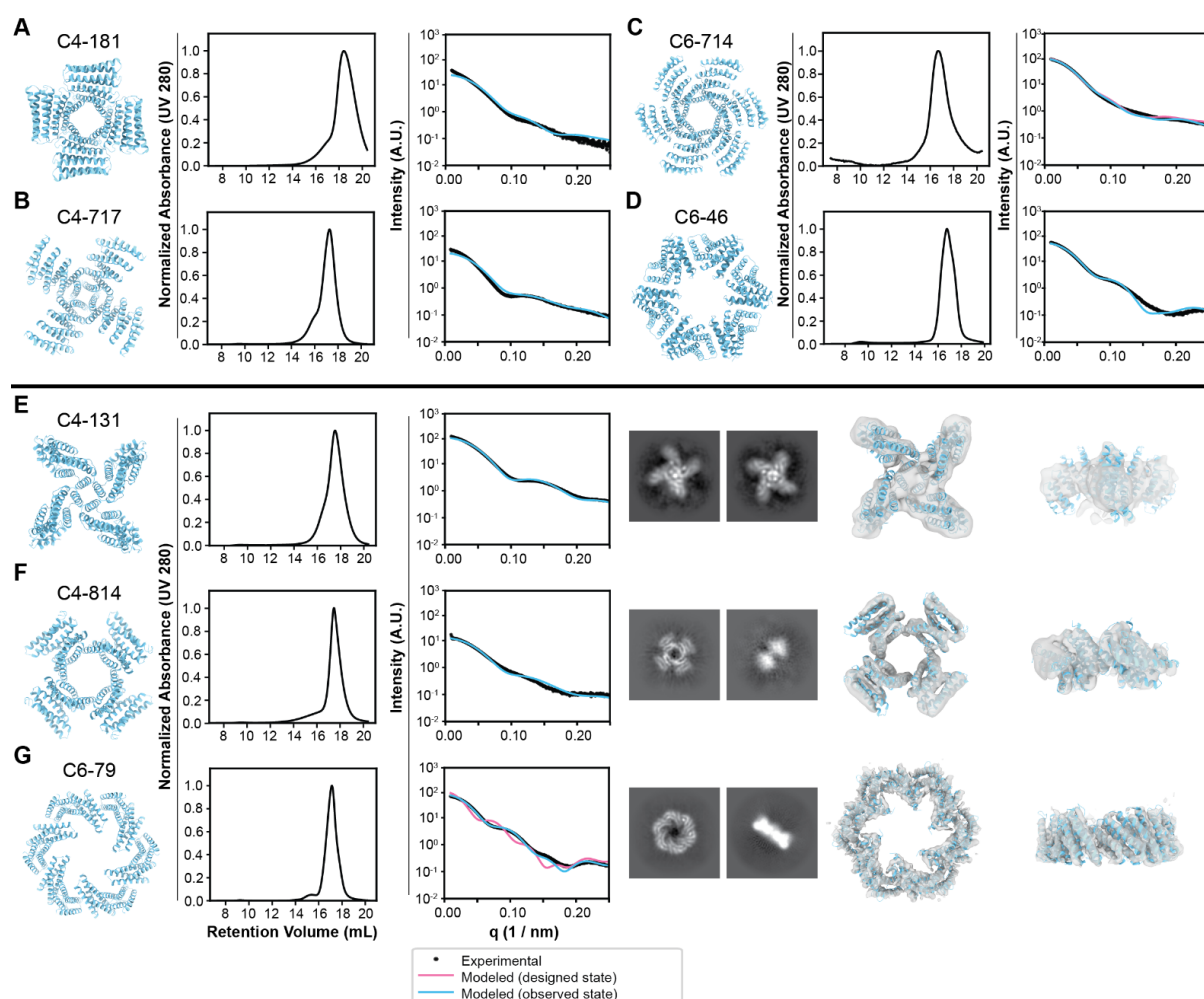 A
C4-181
Normalized Absorbance (UV 280)
1.0
0.8
0.6
0.4
0.2
0.0
8 10 12 14 16 18 20
Intensity (A.U.)
10³
10²
10¹
10⁰
10⁻¹
10⁻²
0.00 0.10 0.20
B
C4-717
1.0
0.8
0.6
0.4
0.2
0.0
8 10 12 14 16 18 20
10³
10²
10¹
10⁰
10⁻¹
10⁻²
0.00 0.10 0.20
C
C6-714
Normalized Absorbance (UV 280)
1.0
0.8
0.6
0.4
0.2
0.0
8 10 12 14 16 18 20
Intensity (A.U.)
10³
10²
10¹
10⁰
10⁻¹
10⁻²
0.00 0.10 0.20
D
C6-46
1.0
0.8
0.6
0.4
0.2
0.0
8 10 12 14 16 18 20
10³
10²
10¹
10⁰
10⁻¹
10⁻²
0.00 0.10 0.20
E
C4-131
Normalized Absorbance (UV 280)
1.0
0.8
0.6
0.4
0.2
0.0
8 10 12 14 16 18 20
Intensity (A.U.)
10³
10²
10¹
10⁰
10⁻¹
10⁻²
0.00 0.10 0.20
F
C4-814
1.0
0.8
0.6
0.4
0.2
0.0
8 10 12 14 16 18 20
10³
10²
10¹
10⁰
10⁻¹
10⁻²
0.00 0.10 0.20
G
C6-79
1.0
0.8
0.6
0.4
0.2
0.0
8 10 12 14 16 18 20
Retention Volume (mL)
10³
10²
10¹
10⁰
10⁻¹
10⁻²
0.00 0.10 0.20
q (1 / nm)
Experimental
Modeled (designed state)
Modeled (observed state)